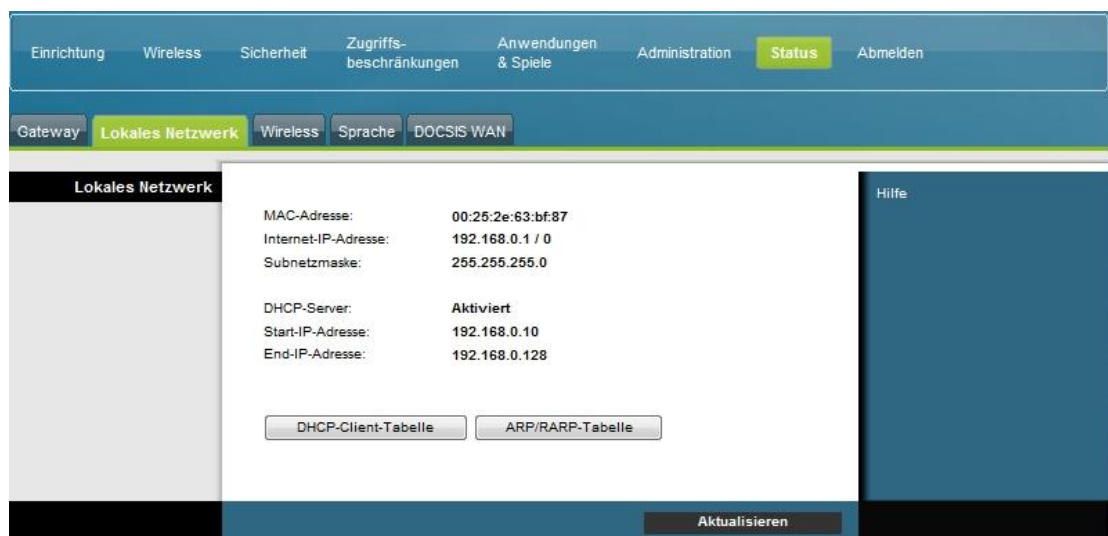 Einrichtung Wireless Sicherheit Zugriffs-beschränkungen Anwendungen & Spiele Administration Status Abmelden
Gateway Lokales Netzwerk Wireless Sprache DOCSIS WAN
Lokales Netzwerk
Hilfe
MAC-Adresse: 00:25:2e:63:bf:87
Internet-IP-Adresse: 192.168.0.1 / 0
Subnetzmaske: 255.255.255.0
DHCP-Server: Aktiviert
Start-IP-Adresse: 192.168.0.10
End-IP-Adresse: 192.168.0.128
DHCP-Client-Tabelle ARP/RARP-Tabelle
Aktualisieren